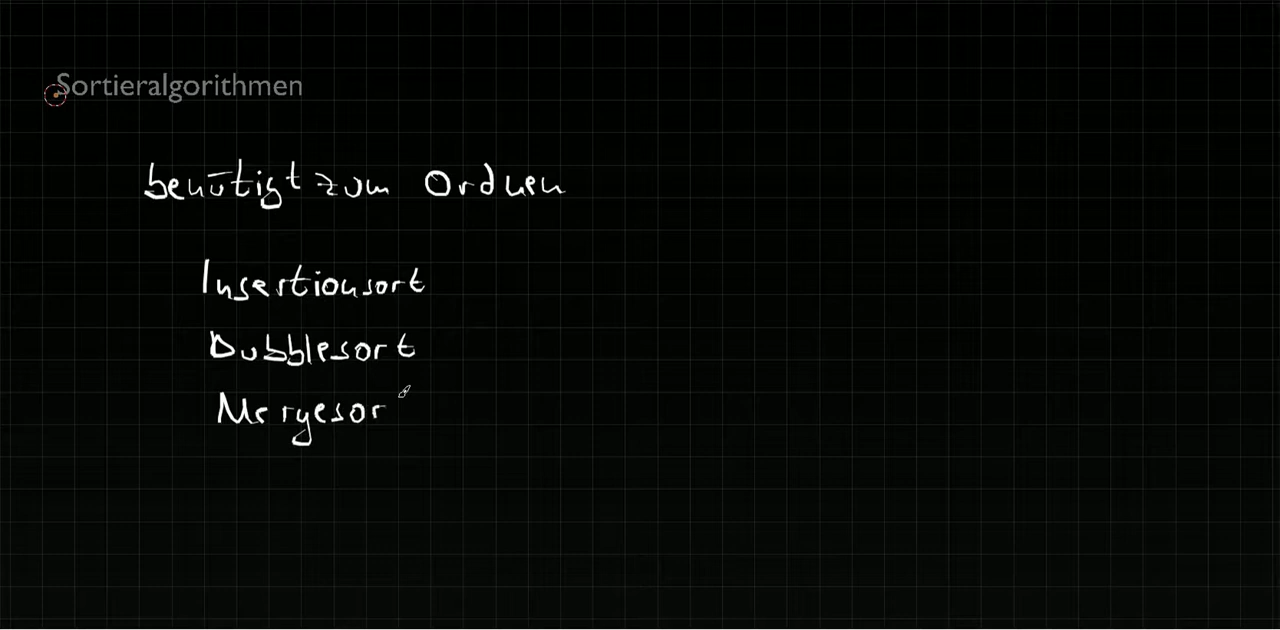 Sortieralgorithmen
benötigt zum Ordnen
Insertionsort
Bubblesort
Mergesor